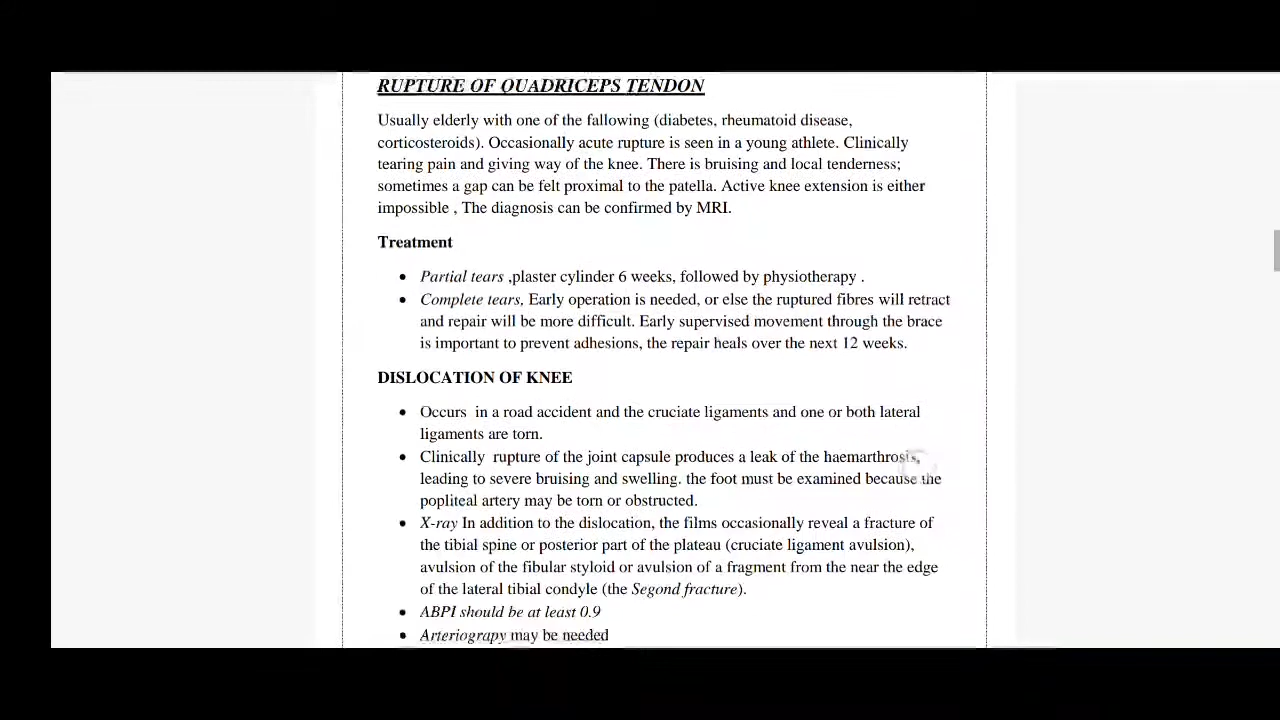 RUPTURE OF QUADRICEPS TENDON
Usually elderly with one of the fallowing (diabetes, rheumatoid disease,
corticosteroids). Occasionally acute rupture is seen in a young athlete. Clinically
tearing pain and giving way of the knee. There is bruising and local tenderness;
sometimes a gap can be felt proximal to the patella. Active knee extension is either
impossible , The diagnosis can be confirmed by MRI.
Treatment
• Partial tears ,plaster cylinder 6 weeks, followed by physiotherapy .
• Complete tears, Early operation is needed, or else the ruptured fibres will retract
and repair will be more difficult. Early supervised movement through the brace
is important to prevent adhesions, the repair heals over the next 12 weeks.
DISLOCATION OF KNEE
• Occurs in a road accident and the cruciate ligaments and one or both lateral
ligaments are torn.
• Clinically rupture of the joint capsule produces a leak of the haemarthrosis,
leading to severe bruising and swelling. the foot must be examined because the
popliteal artery may be torn or obstructed.
• X-ray In addition to the dislocation, the films occasionally reveal a fracture of
the tibial spine or posterior part of the plateau (cruciate ligament avulsion),
avulsion of the fibular styloid or avulsion of a fragment from the near the edge
of the lateral tibial condyle (the Segond fracture).
• ABPI should be at least 0.9
• Arteriograpy may be needed